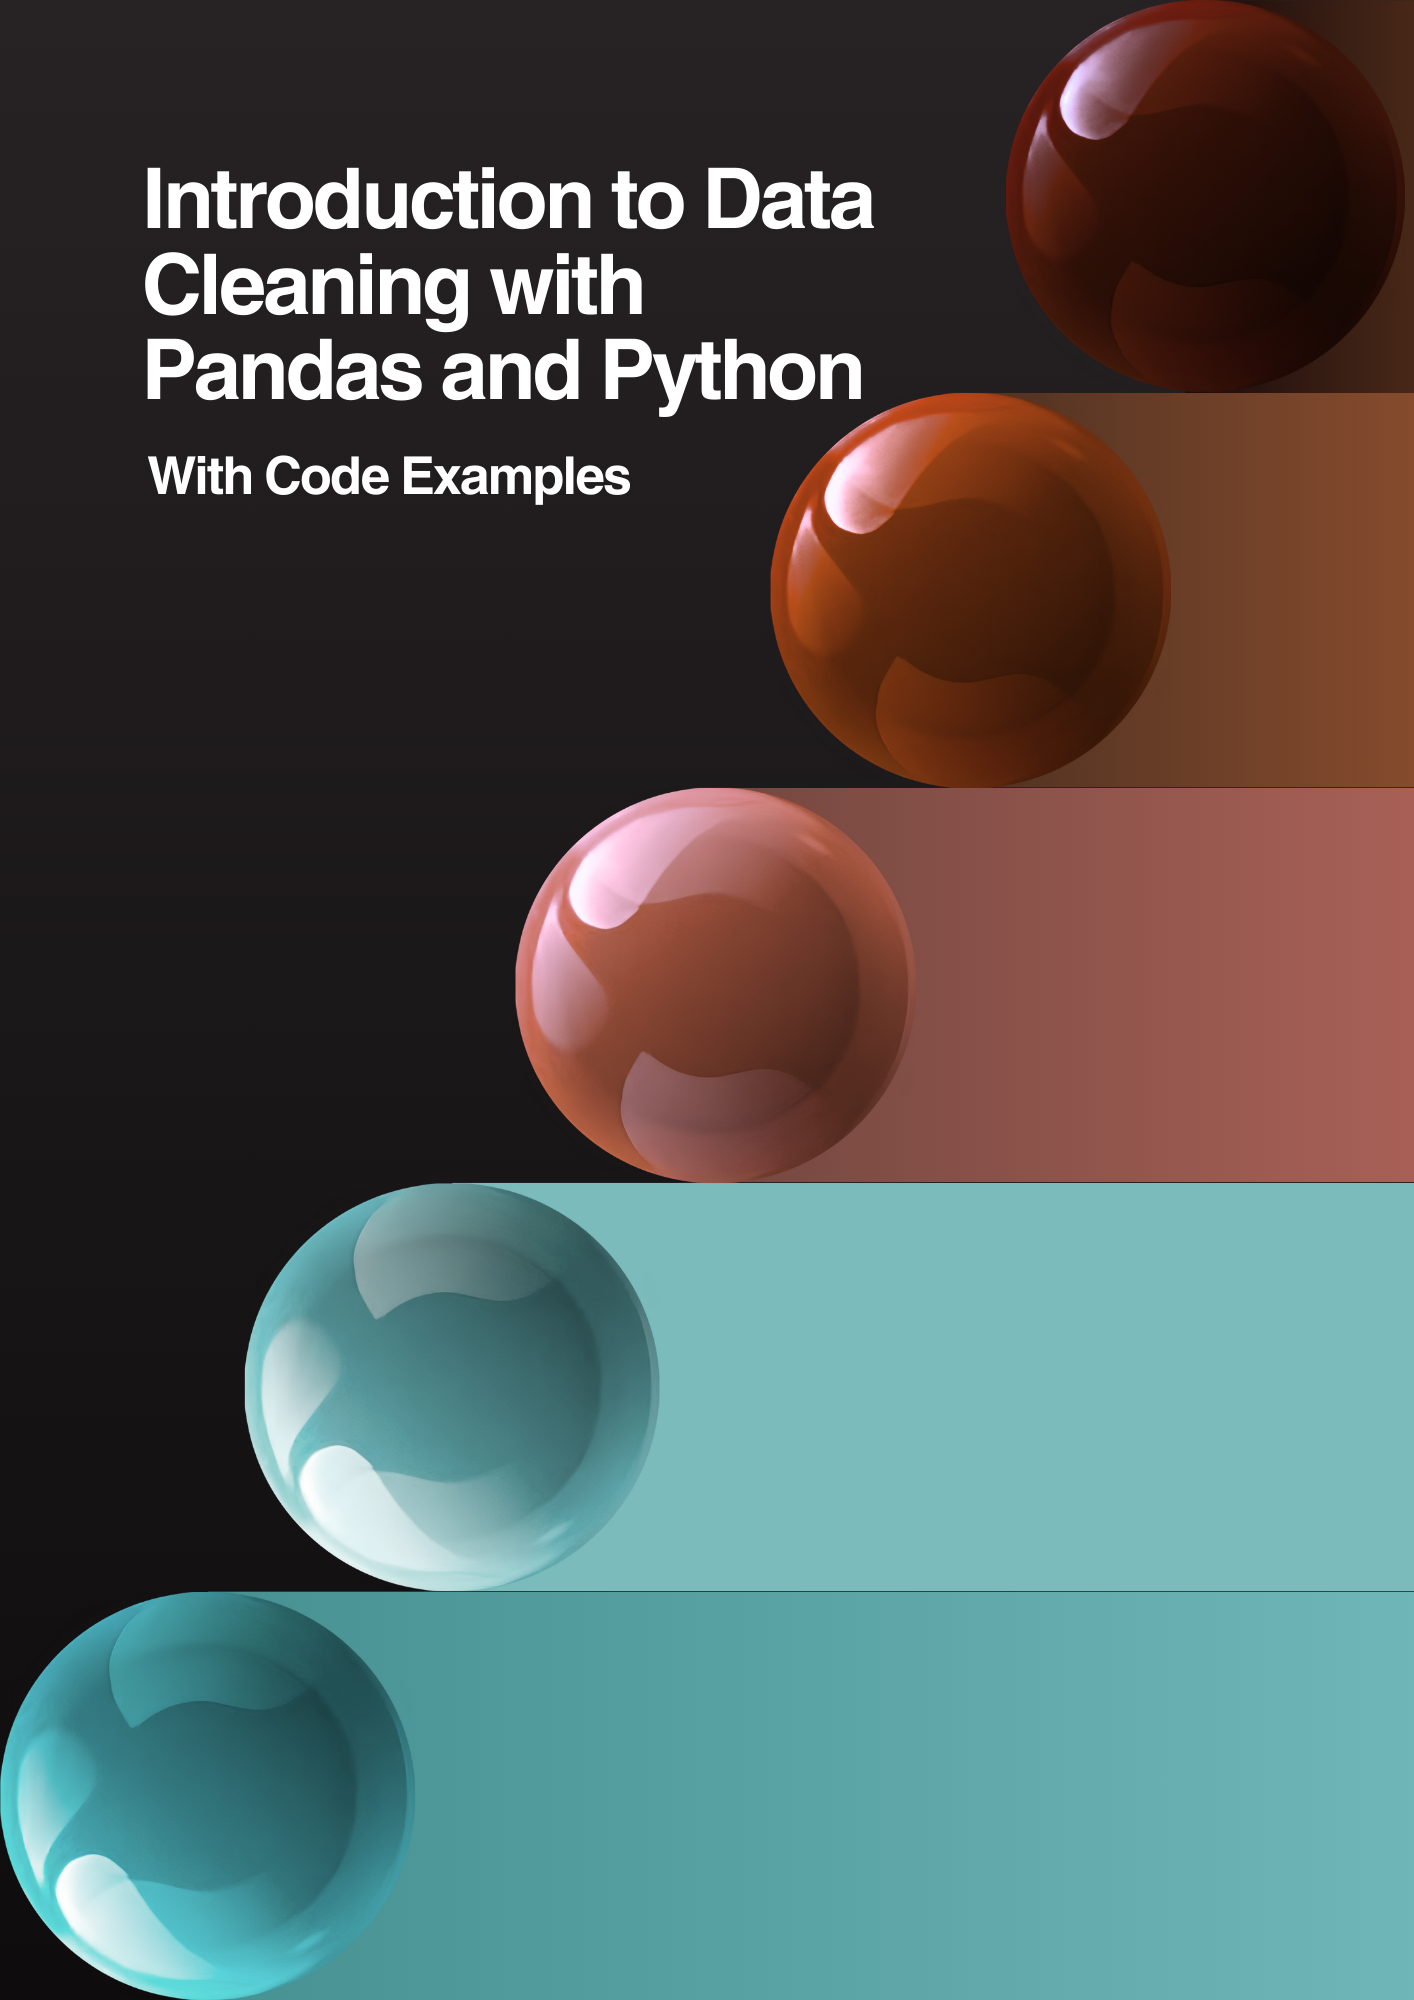 Introduction to Data
Cleaning with
Pandas and Python
With Code Examples